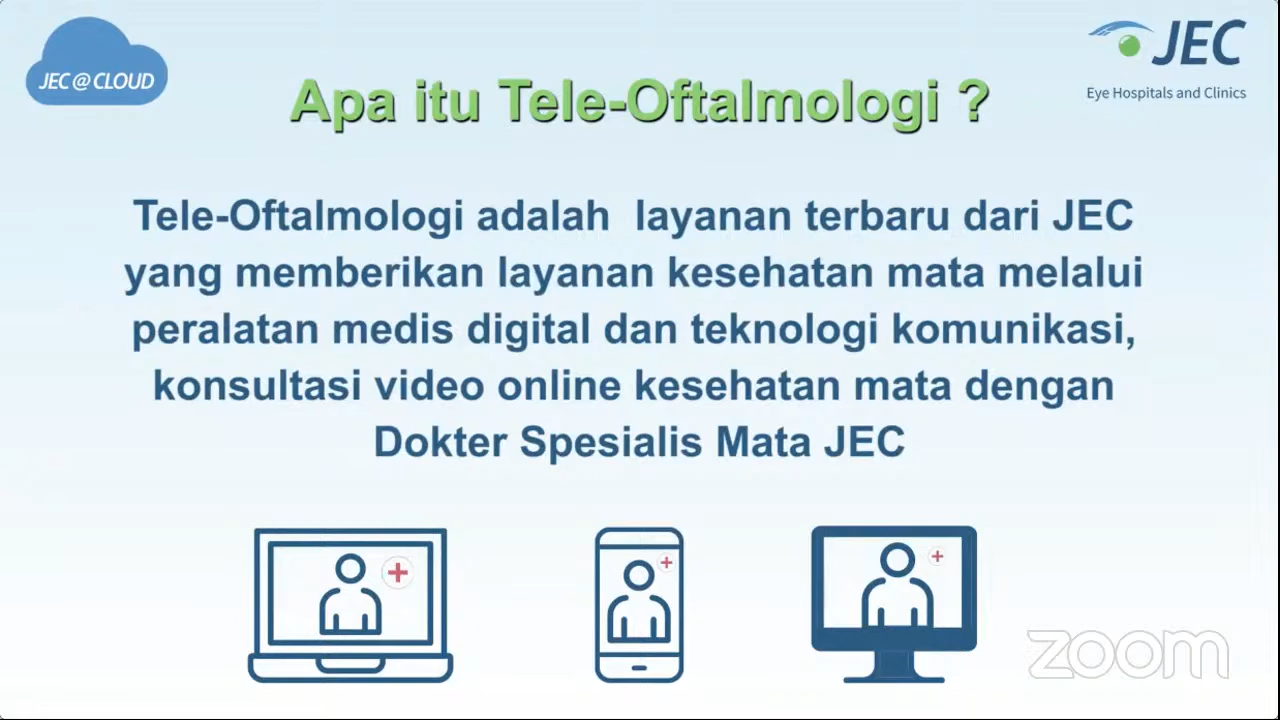 JEC @ CLOUD
JEC
Eye Hospitals and Clinics
Apa itu Tele-Oftalmologi ?
Tele-Oftalmologi adalah layanan terbaru dari JEC
yang memberikan layanan kesehatan mata melalui
peralatan medis digital dan teknologi komunikasi,
konsultasi video online kesehatan mata dengan
Dokter Spesialis Mata JEC
zoom